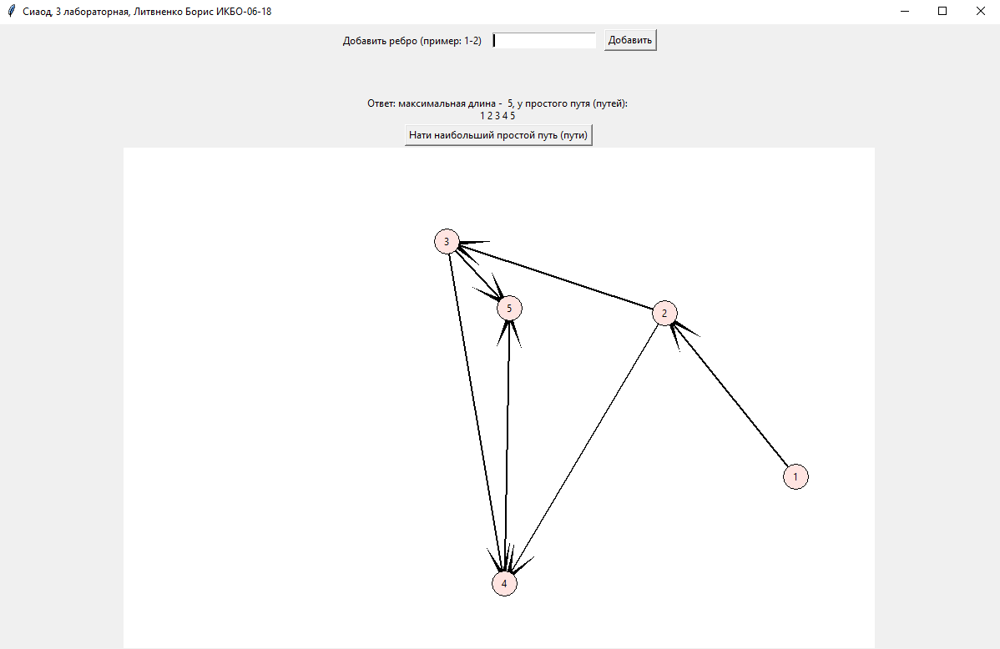 Сиаод, 3 лабораторная, Литвненко Борис ИКБО-06-18
Добавить ребро (пример: 1-2)
Добавить
Ответ: максимальная длина - 5, у простого путя (путей):
1 2 3 4 5
Нати наибольший простой путь (пути)
3
5
2
1
4